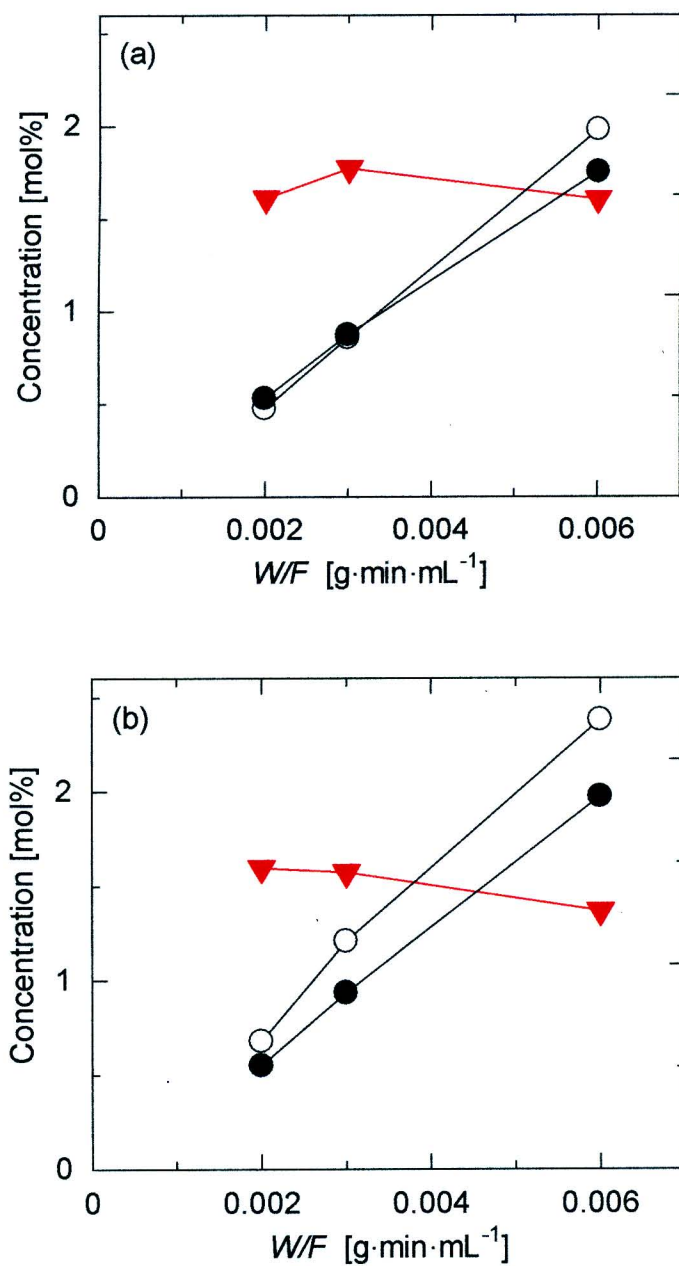 (a)
Concentration [mol%]
2
1
0
0 0.002 0.004 0.006
W/F [g·min·mL⁻¹]
(b)
Concentration [mol%]
2
1
0
0 0.002 0.004 0.006
W/F [g·min·mL⁻¹]